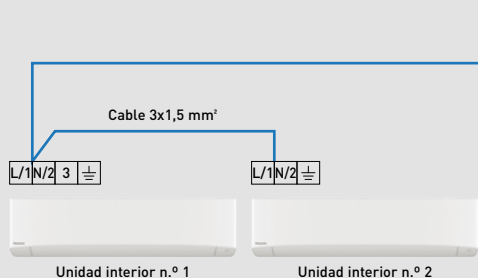 Cable 3x1,5 mm²
L/1 N/2 3 ⏚ L/1 N/2 ⏚
Unidad interior n.º 1 Unidad interior n.º 2